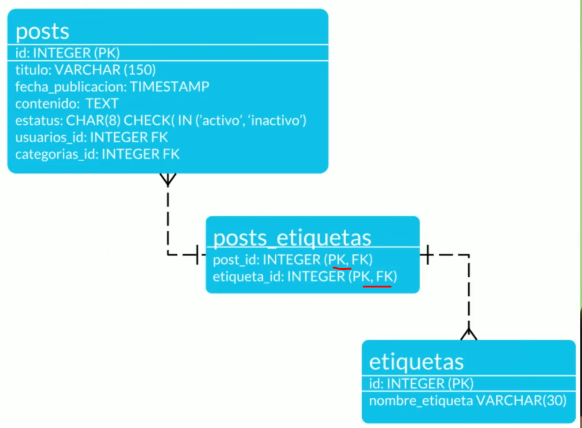 posts
id: INTEGER (PK)
titulo: VARCHAR (150)
fecha_publicacion: TIMESTAMP
contenido:  TEXT
estatus: CHAR(8) CHECK( IN ('activo', 'inactivo')
usuarios_id: INTEGER FK
categorias_id: INTEGER FK
posts_etiquetas
post_id: INTEGER (PK, FK)
etiqueta_id: INTEGER (PK, FK)
etiquetas
id: INTEGER (PK)
nombre_etiqueta VARCHAR(30)